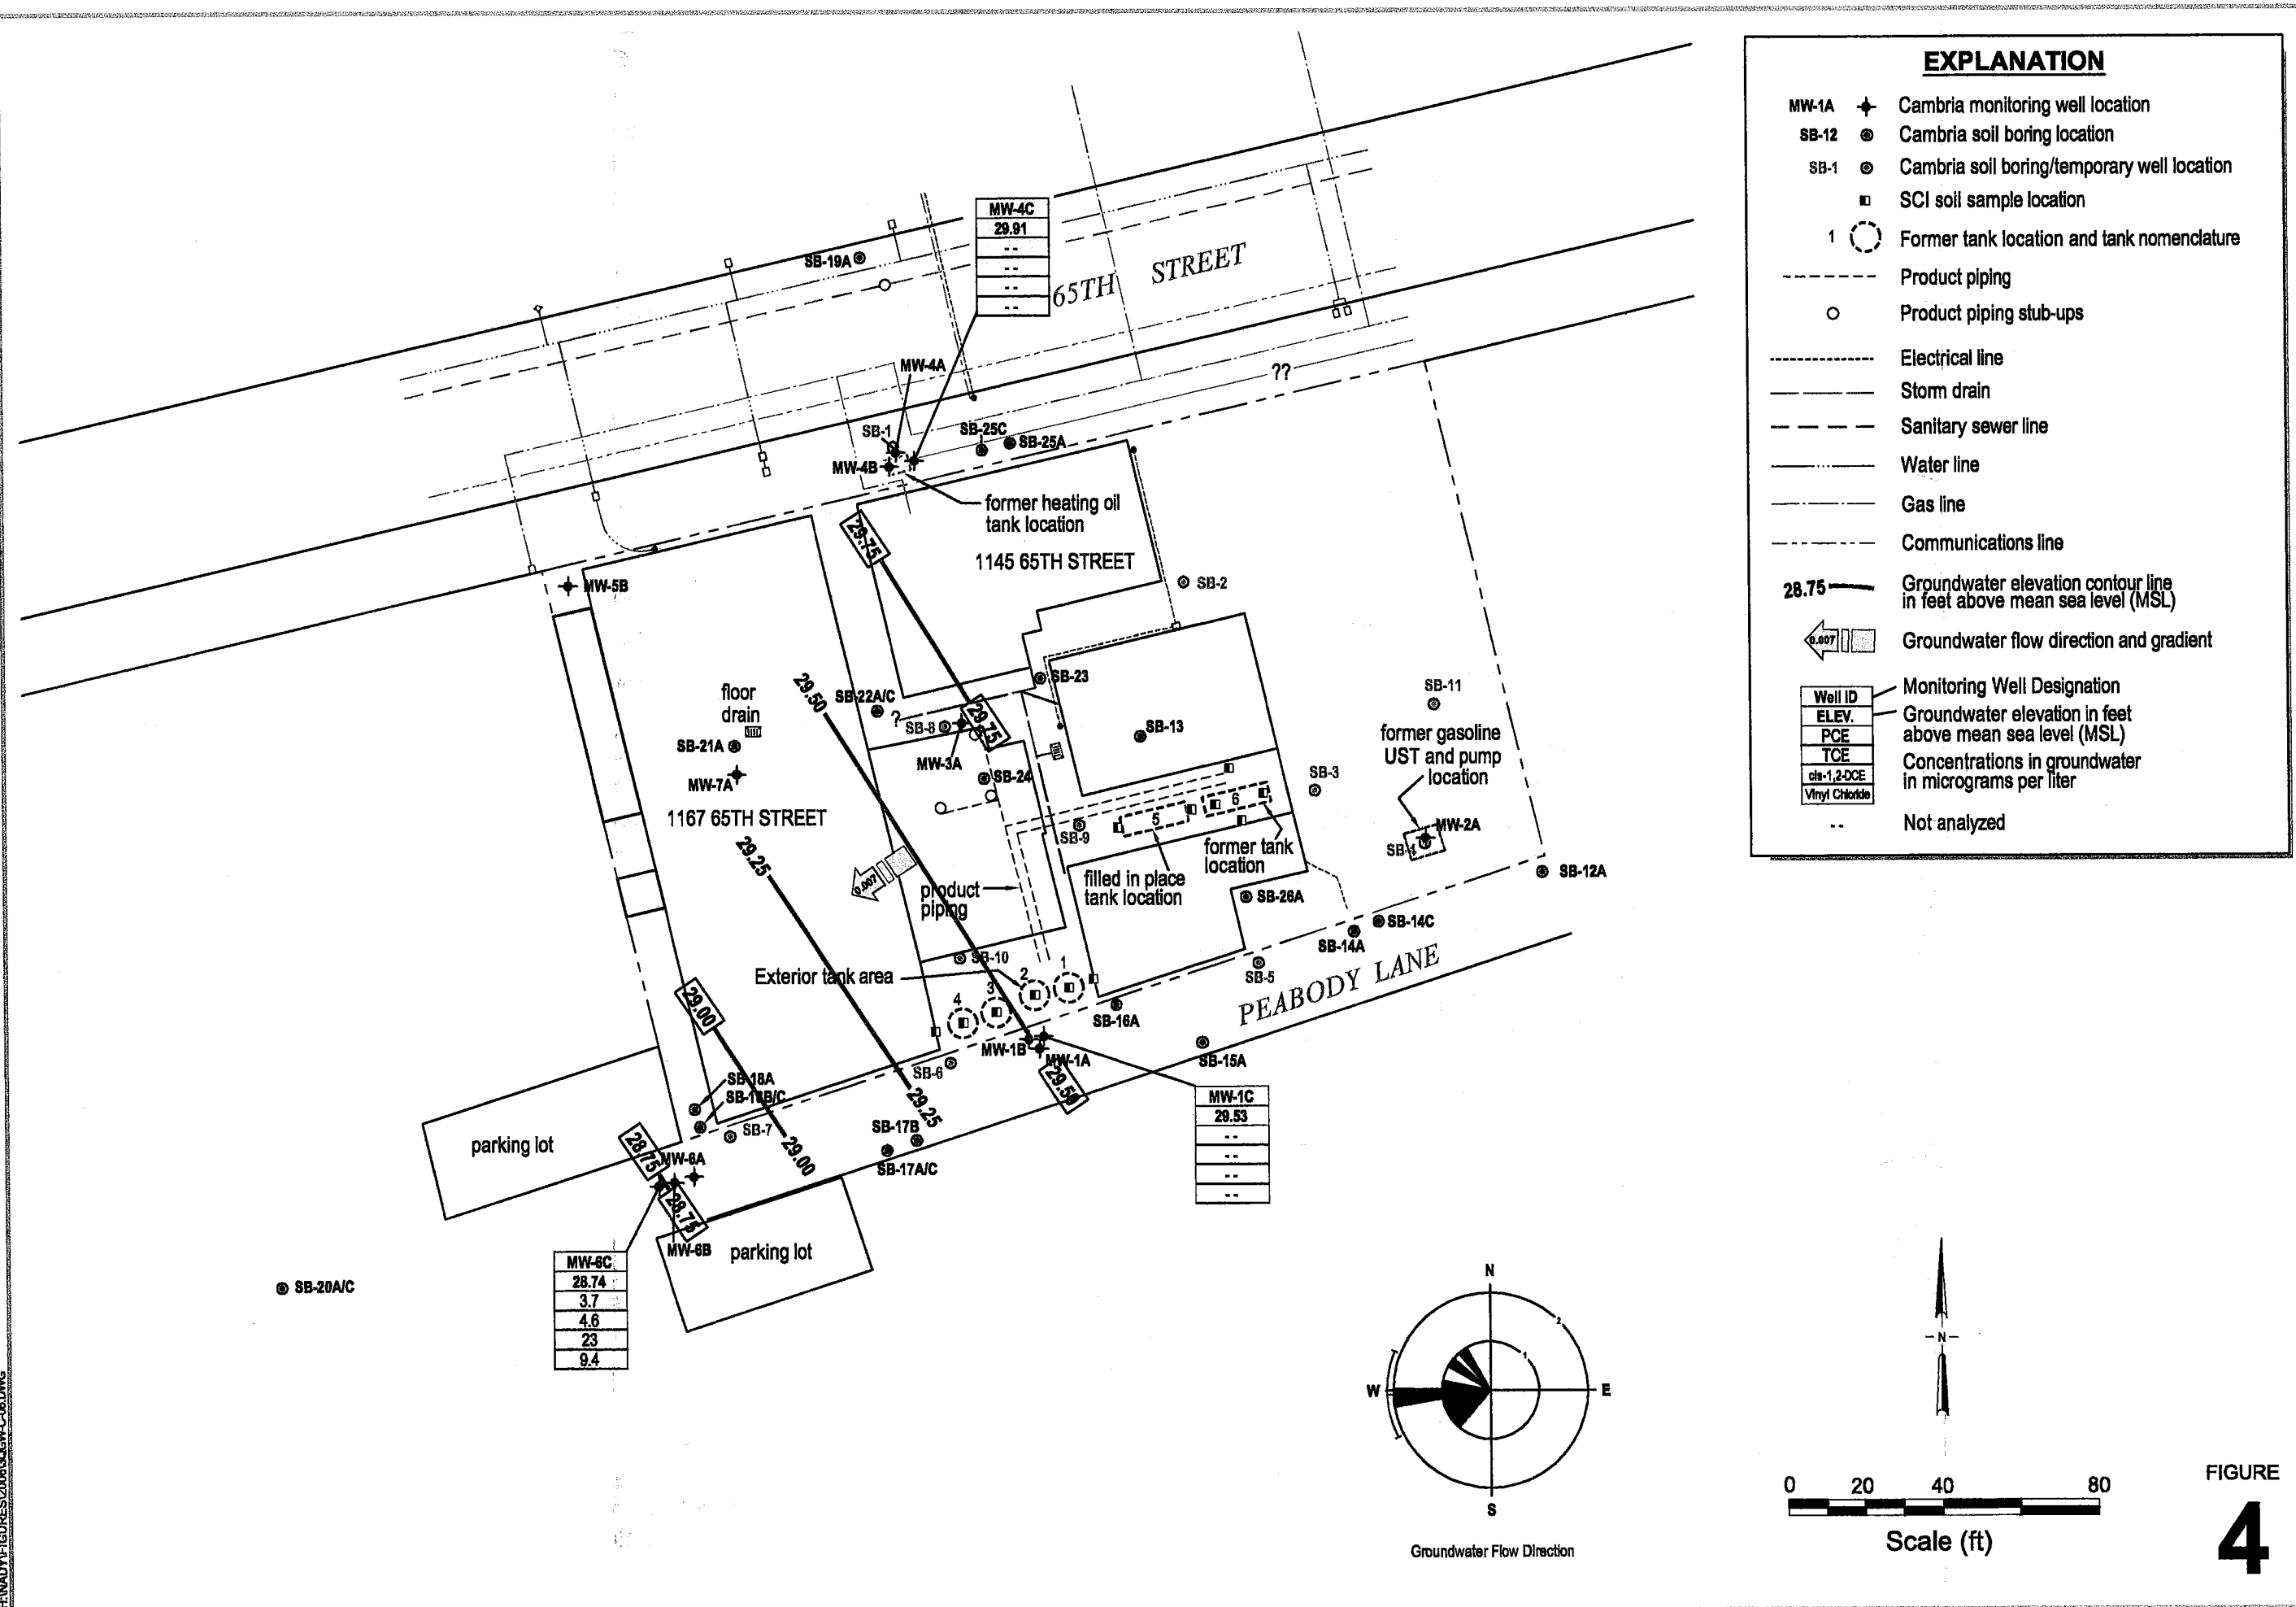 EXPLANATION
MW-1A Cambria monitoring well location
SB-12 Cambria soil boring location
SB-1 Cambria soil boring/temporary well location
SCI soil sample location
1 Former tank location and tank nomenclature
Product piping
Product piping stub-ups
Electrical line
Storm drain
Sanitary sewer line
Water line
Gas line
Communications line
28.75 Groundwater elevation contour line
in feet above mean sea level (MSL)
0.007 Groundwater flow direction and gradient
Well ID Monitoring Well Designation
ELEV. Groundwater elevation in feet
above mean sea level (MSL)
PCE
TCE Concentrations in groundwater
cis-1,2-DCE in micrograms per liter
Vinyl Chloride
-- Not analyzed
MW-4C
29.91
--
--
--
--
SB-19A
65TH STREET
MW-4A
??
SB-1
SB-25C
SB-25A
MW-4B
former heating oil
tank location
29.75
1145 65TH STREET
MW-5B
SB-2
floor
drain
29.50
SB-22A/C
SB-23
?
SB-8
29.75
SB-11
SB-21A
SB-13
former gasoline
UST and pump
location
MW-3A
SB-24
MW-7A
SB-3
1167 65TH STREET
6
5
SB-9
MW-2A
SB-4
29.25
former tank
location
0.007
product
piping
filled in place
tank location
SB-26A
SB-12A
SB-14C
SB-14A
SB-10
SB-5
Exterior tank area
1
2
3
4
PEABODY LANE
29.00
SB-16A
MW-1B
MW-1A
SB-15A
SB-6
29.50
SB-18A
SB-18B/C
29.25
MW-1C
29.53
--
--
--
--
parking lot
SB-7
SB-17B
28.75
MW-6A
29.00
SB-17A/C
28.75
MW-6B
parking lot
MW-6C
28.74
3.7
4.6
23
9.4
SB-20A/C
N
2
1
W
E
S
Groundwater Flow Direction
N
0 20 40 80
Scale (ft)
FIGURE
4